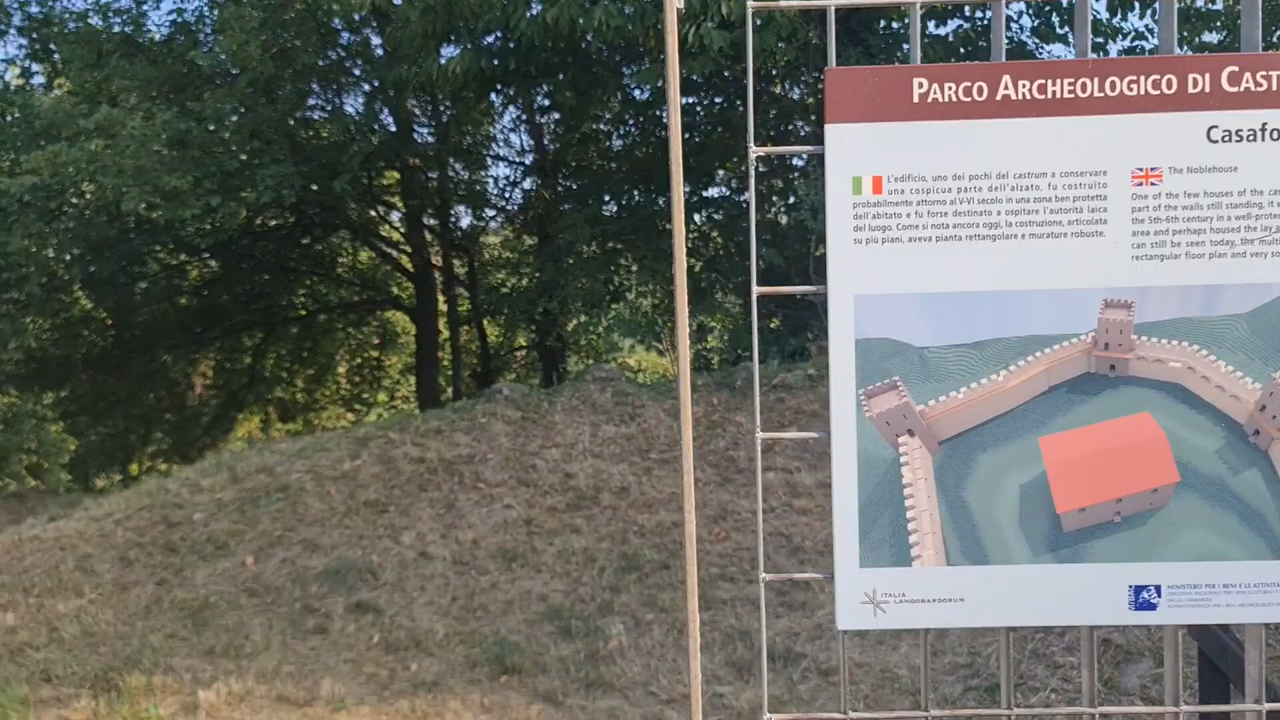 PARCO ARCHEOLOGICO DI CAST
Casafo
L'edificio, uno dei pochi del castrum a conservare
una cospicua parte dell'alzato, fu costruito
probabilmente attorno al V-VI secolo in una zona ben protetta
dell'abitato e fu forse destinato a ospitare l'autorità laica
del luogo. Come si nota ancora oggi, la costruzione, articolata
su più piani, aveva pianta rettangolare e murature robuste.
The Noblehouse
One of the few houses of the ca
part of the walls still standing, it w
the 5th-6th century in a well-prote
area and perhaps housed the lay a
can still be seen today, the mult
rectangular floor plan and very so
ITALIA
LANGOBARDORUM
MINISTERO PER I BENI E LE ATTIVITÀ